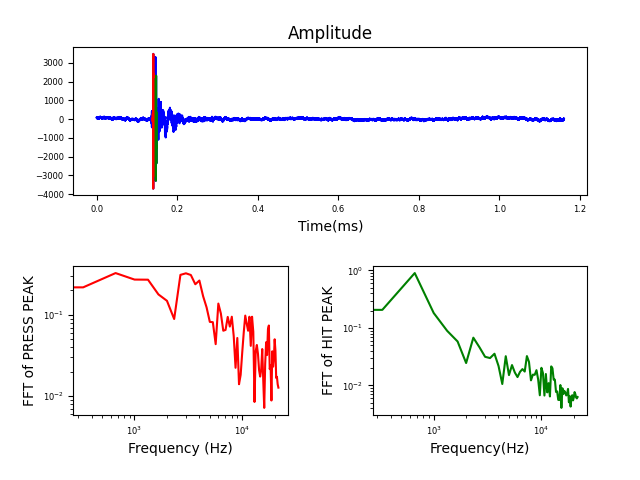 Amplitude
3000
2000
1000
0
−1000
−2000
−3000
−4000
0.0 0.2 0.4 0.6 0.8 1.0 1.2
Time(ms)
FFT of PRESS PEAK
10⁻¹
10⁻²
10³ 10⁴
Frequency (Hz)
FFT of HIT PEAK
10⁰
10⁻¹
10⁻²
10³ 10⁴
Frequency(Hz)